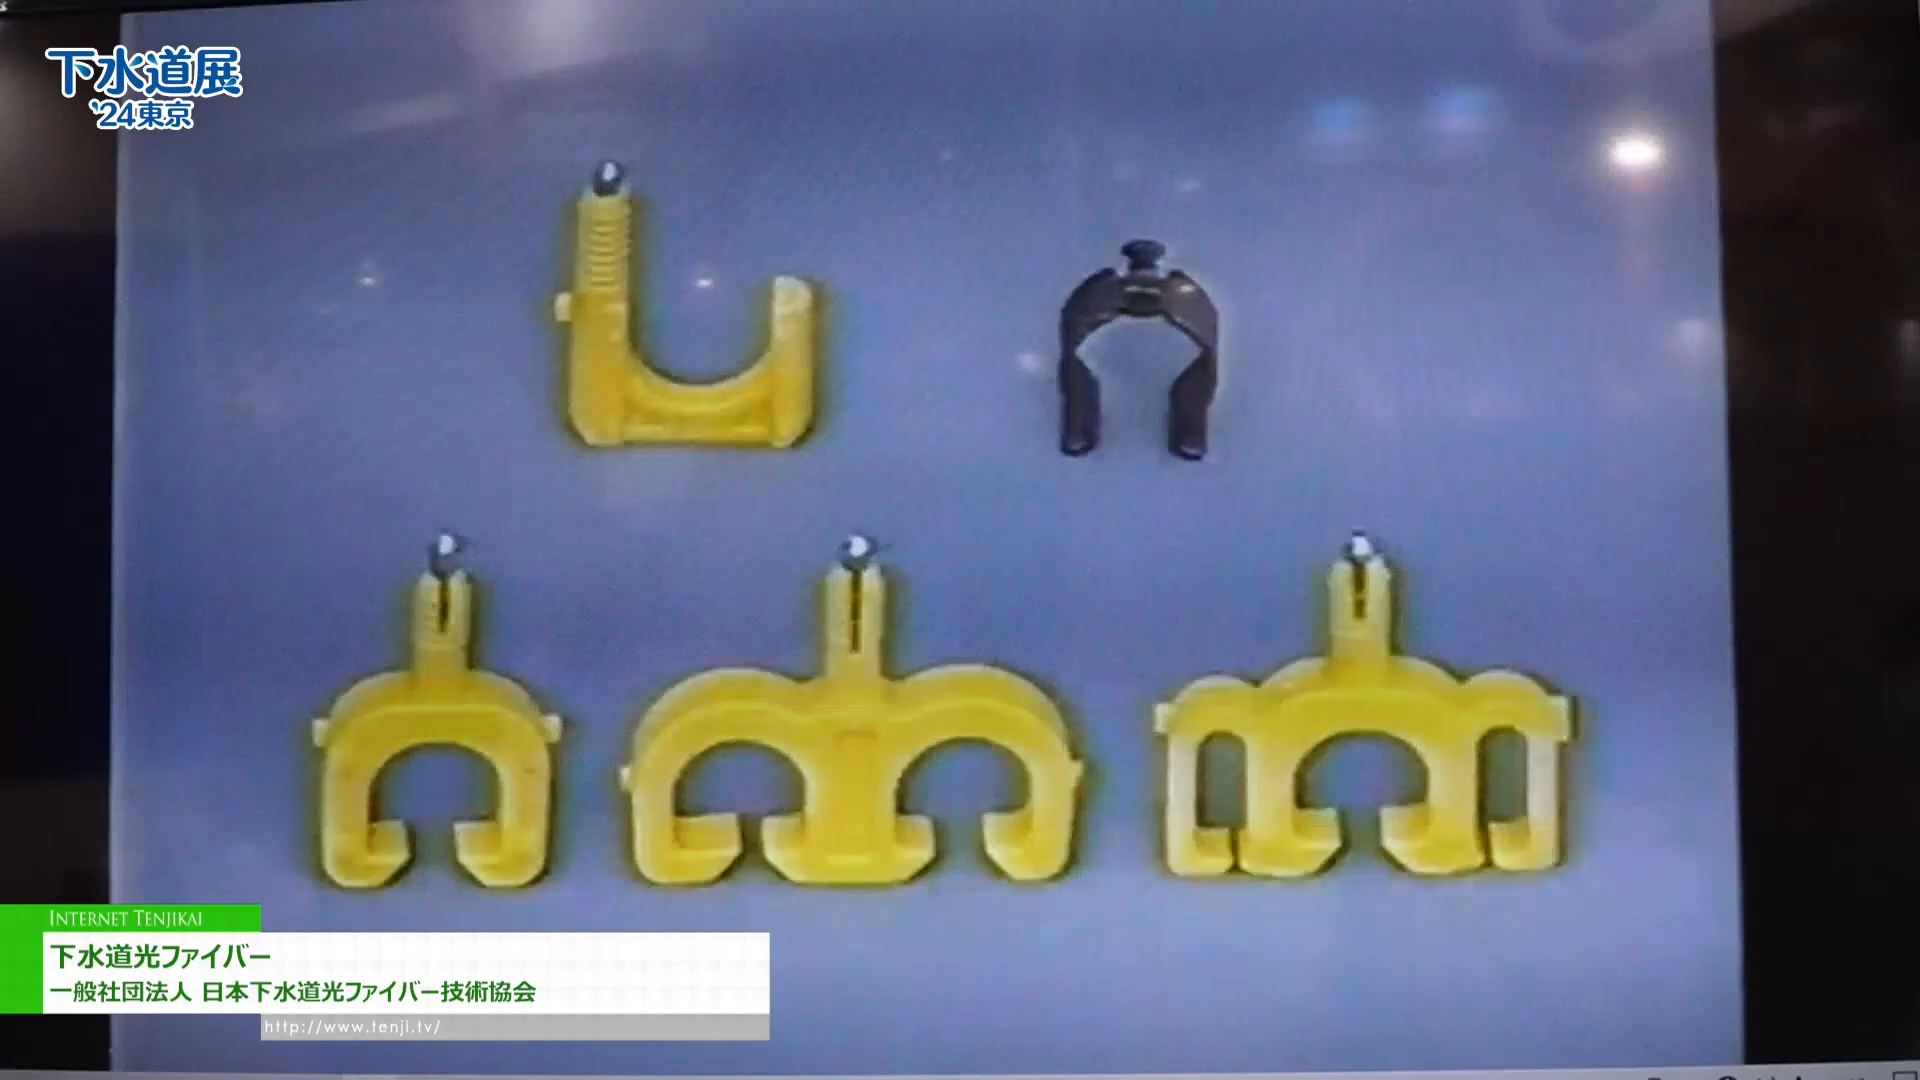 下水道展
'24東京
INTERNET TENJIKAI
下水道光ファイバー
一般社団法人 日本下水道光ファイバー技術協会
http://www.tenji.tv/